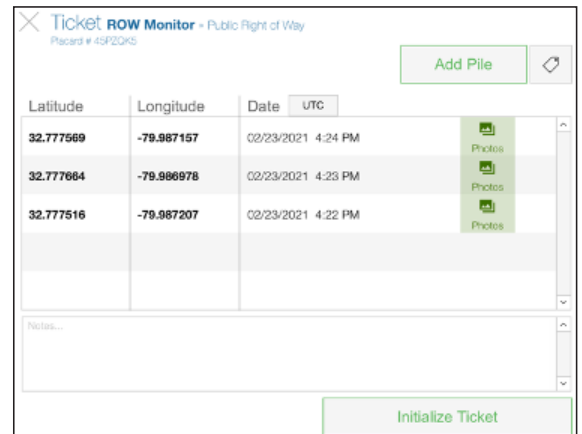 Ticket ROW Monitor - Public Right of Way
Placard # 45PZQK5
Add Pile
Latitude Longitude Date UTC
32.777569 -79.987157 02/23/2021 4:24 PM Photos
32.777664 -79.986978 02/23/2021 4:23 PM Photos
32.777516 -79.987207 02/23/2021 4:22 PM Photos
Notes...
Initialize Ticket